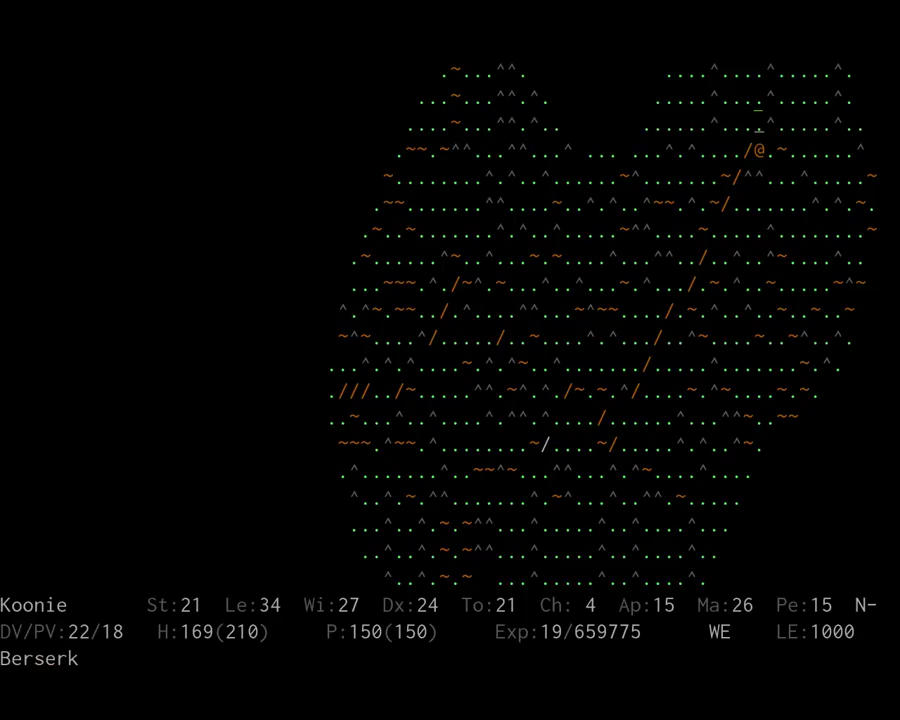 Koonie St:21 Le:34 Wi:27 Dx:24 To:21 Ch: 4 Ap:15 Ma:26 Pe:15 N-
DV/PV:22/18 H:169(210) P:150(150) Exp:19/659775 WE LE:1000
Berserk